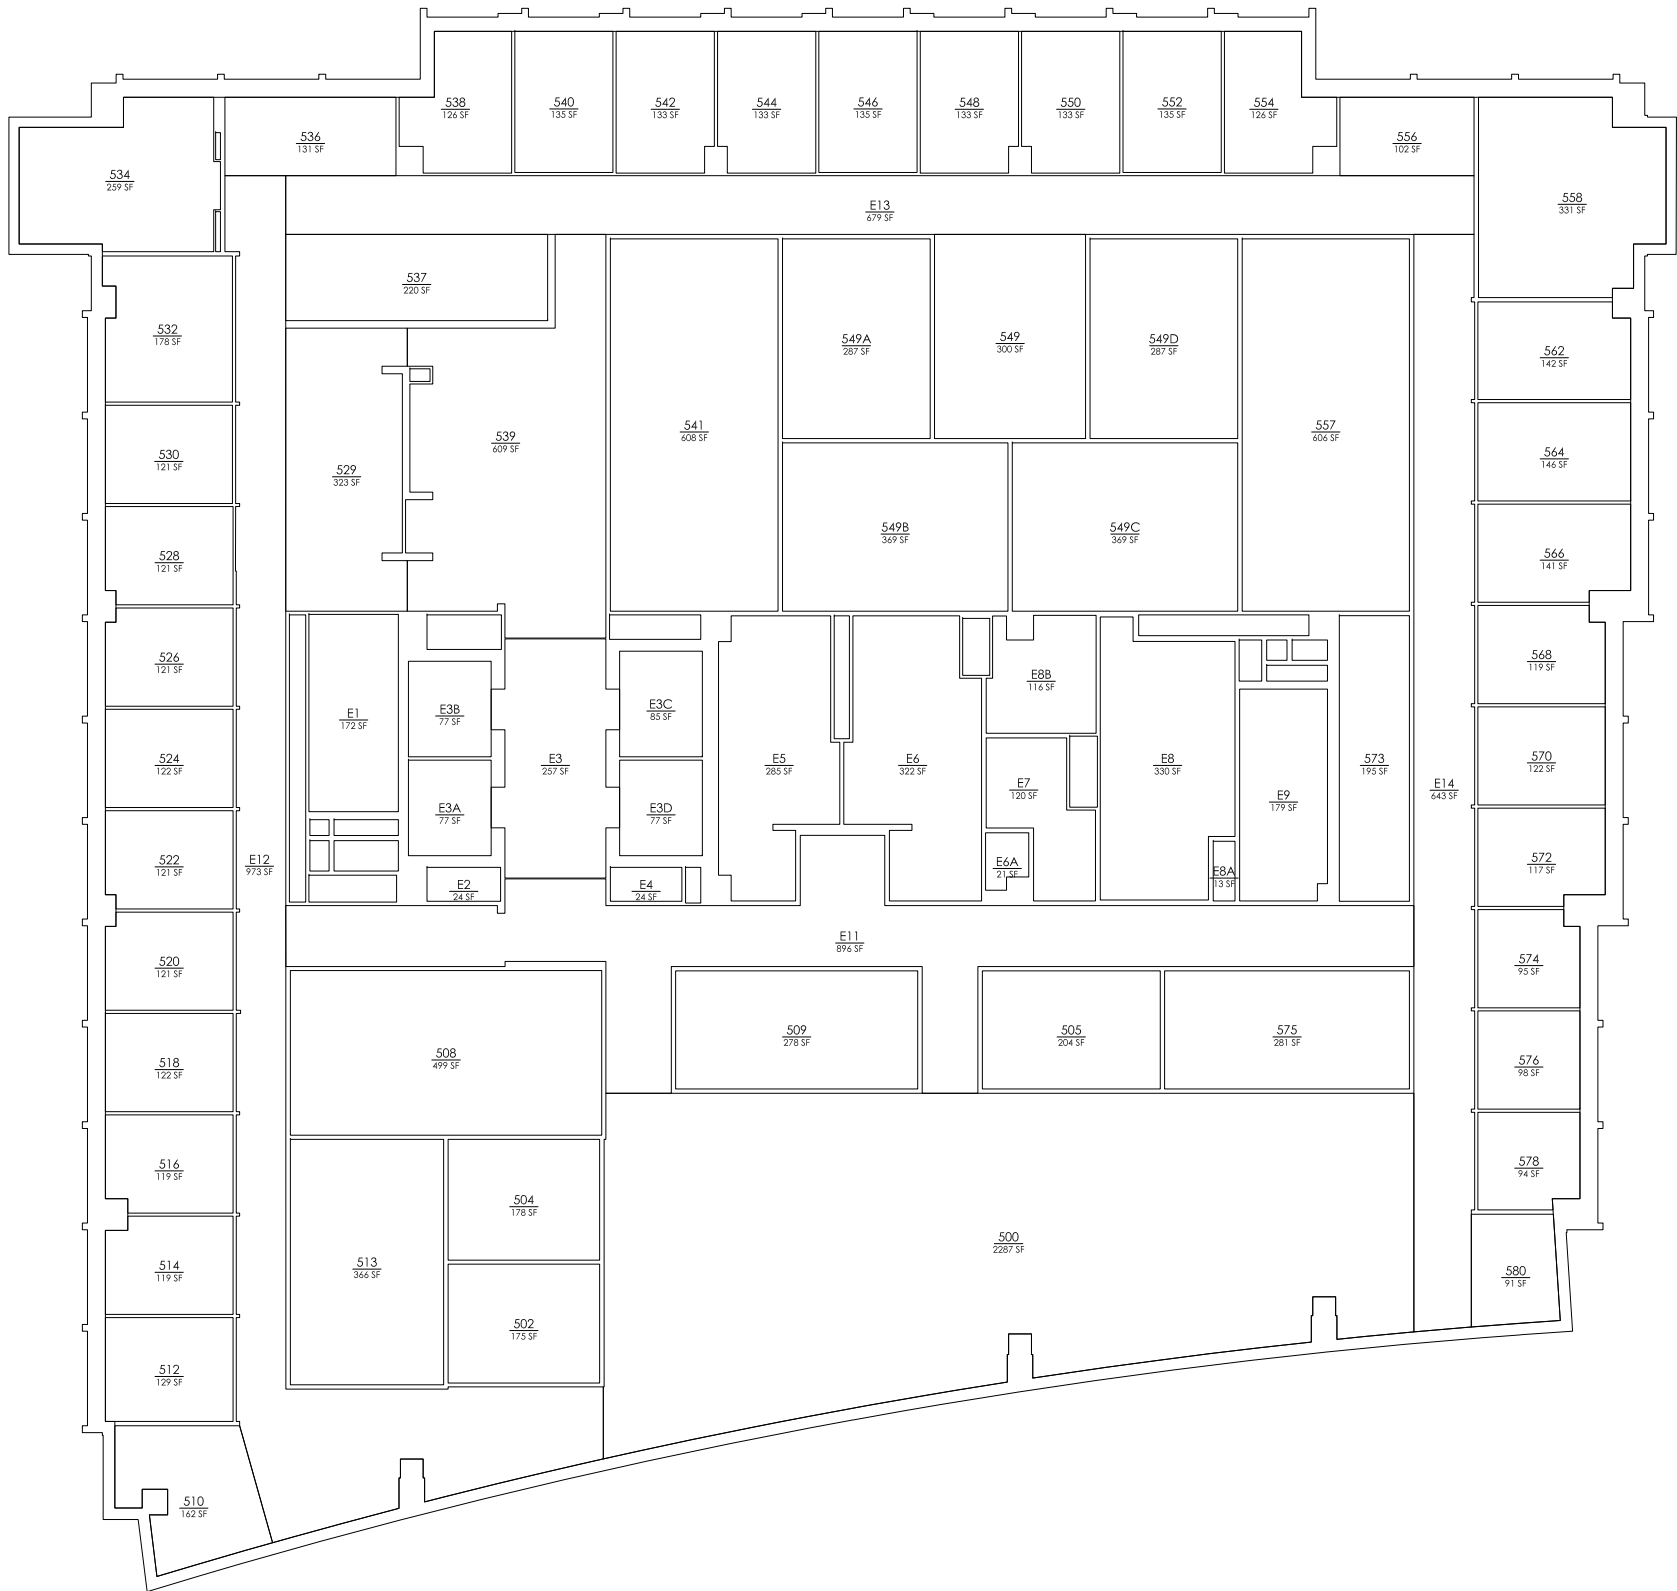 538
126 SF
540
135 SF
542
133 SF
544
133 SF
546
135 SF
548
133 SF
550
133 SF
552
135 SF
554
126 SF
536
131 SF
556
102 SF
534
259 SF
558
331 SF
E13
679 SF
537
220 SF
532
178 SF
549A
287 SF
549
300 SF
549D
287 SF
562
142 SF
541
608 SF
557
606 SF
539
609 SF
530
121 SF
564
146 SF
529
323 SF
549B
369 SF
549C
369 SF
528
121 SF
566
141 SF
526
121 SF
568
119 SF
E8B
116 SF
E1
172 SF
E3B
77 SF
E3C
85 SF
524
122 SF
E3
257 SF
E5
285 SF
E6
322 SF
E8
330 SF
573
195 SF
570
122 SF
E7
120 SF
E14
643 SF
E9
179 SF
E3A
77 SF
E3D
77 SF
522
121 SF
E12
973 SF
E6A
21 SF
E8A
13 SF
572
117 SF
E2
24 SF
E4
24 SF
E11
896 SF
520
121 SF
574
95 SF
509
278 SF
505
204 SF
575
281 SF
508
499 SF
518
122 SF
576
98 SF
516
119 SF
578
94 SF
504
178 SF
500
2287 SF
513
366 SF
514
119 SF
580
91 SF
502
175 SF
512
129 SF
510
162 SF